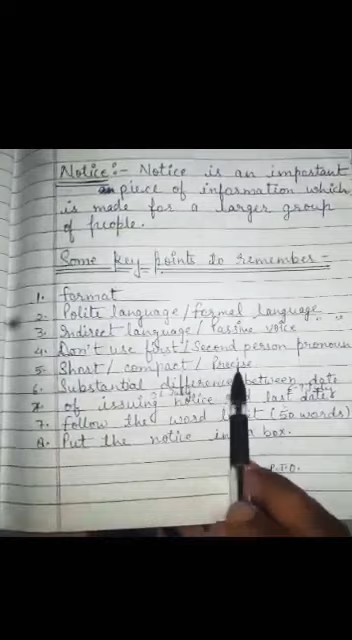 Notice:- Notice is an important
piece of information which
is made for a larger group
of people.
Some key points to remember -
1. format
2. Polite language / formal language
3. Indirect language / Passive voice
4. Don't use first / Second person pronoun
5. Short / compact / Precise
6. Substantial difference between date
of issuing notice last date
7. follow the word (50 words)
8. Put the notice in box.
P.T.O.